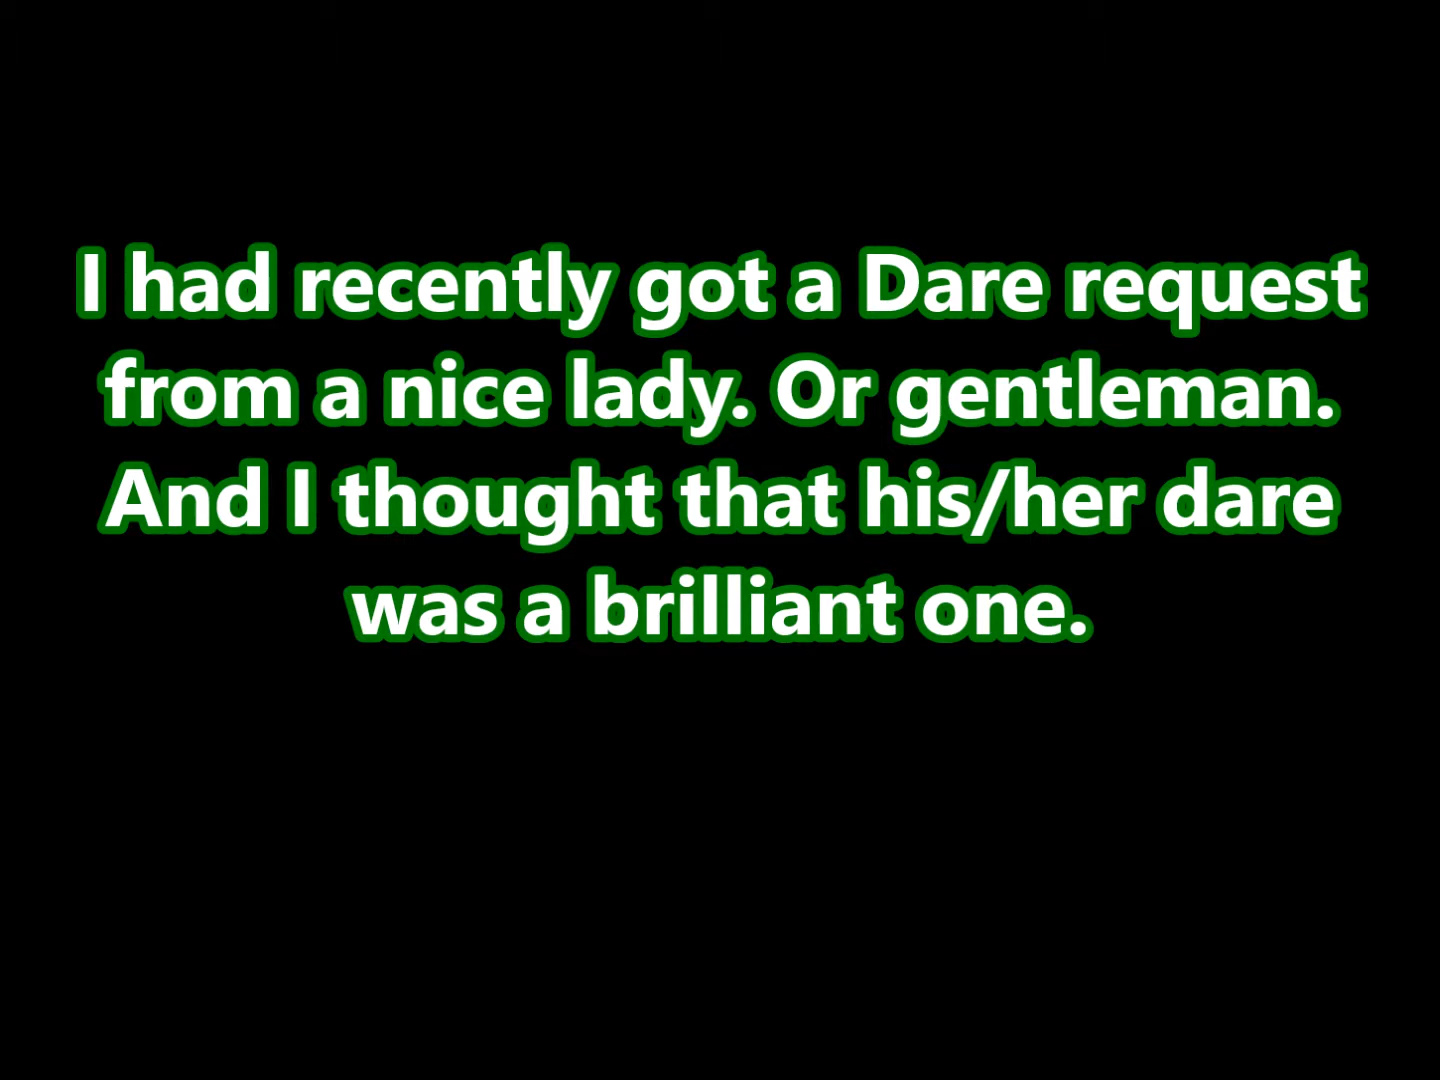 I had recently got a Dare request
from a nice lady. Or gentleman.
And I thought that his/her dare
was a brilliant one.